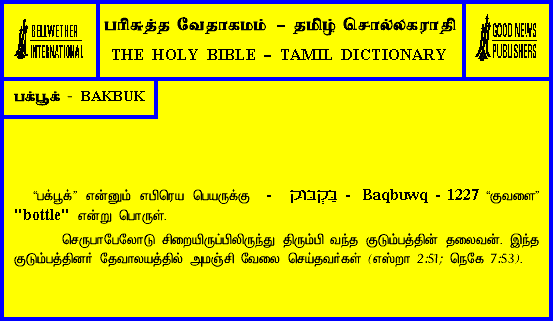 BELLWETHER
INTERNATIONAL
பரிசுத்த வேதாகமம் – தமிழ் சொல்லகராதி
THE HOLY BIBLE – TAMIL DICTIONARY
GOOD NEWS
PUBLISHERS
பக்பூக் - BAKBUK
“பக்பூக்” என்னும் எபிரெய பெயருக்கு - בַּקְבּוּק - Baqbuwq - 1227 “குவளை”
"bottle" என்று பொருள்.
செருபாபேலோடு சிறையிருப்பிலிருந்து திரும்பி வந்த குடும்பத்தின் தலைவன். இந்த
குடும்பத்தினர் தேவாலயத்தில் அமஞ்சி வேலை செய்தவர்கள் (எஸ்றா 2:51; நெகே 7:53).